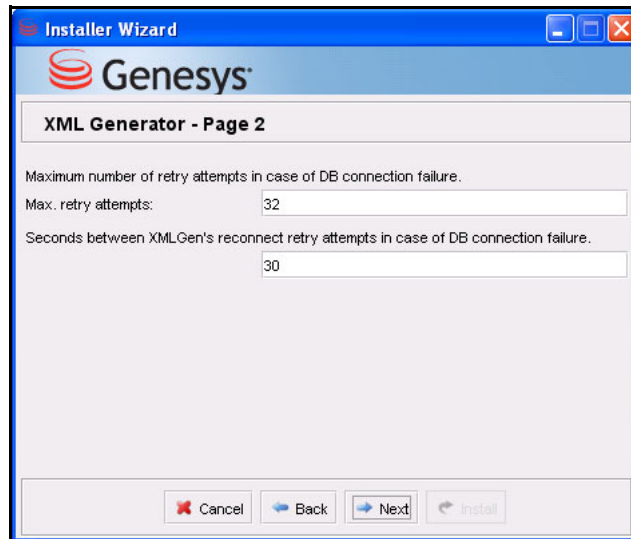 Installer Wizard
Genesys
XML Generator - Page 2
Maximum number of retry attempts in case of DB connection failure.
Max. retry attempts: 32
Seconds between XMLGen's reconnect retry attempts in case of DB connection failure.
30
Cancel Back Next Install